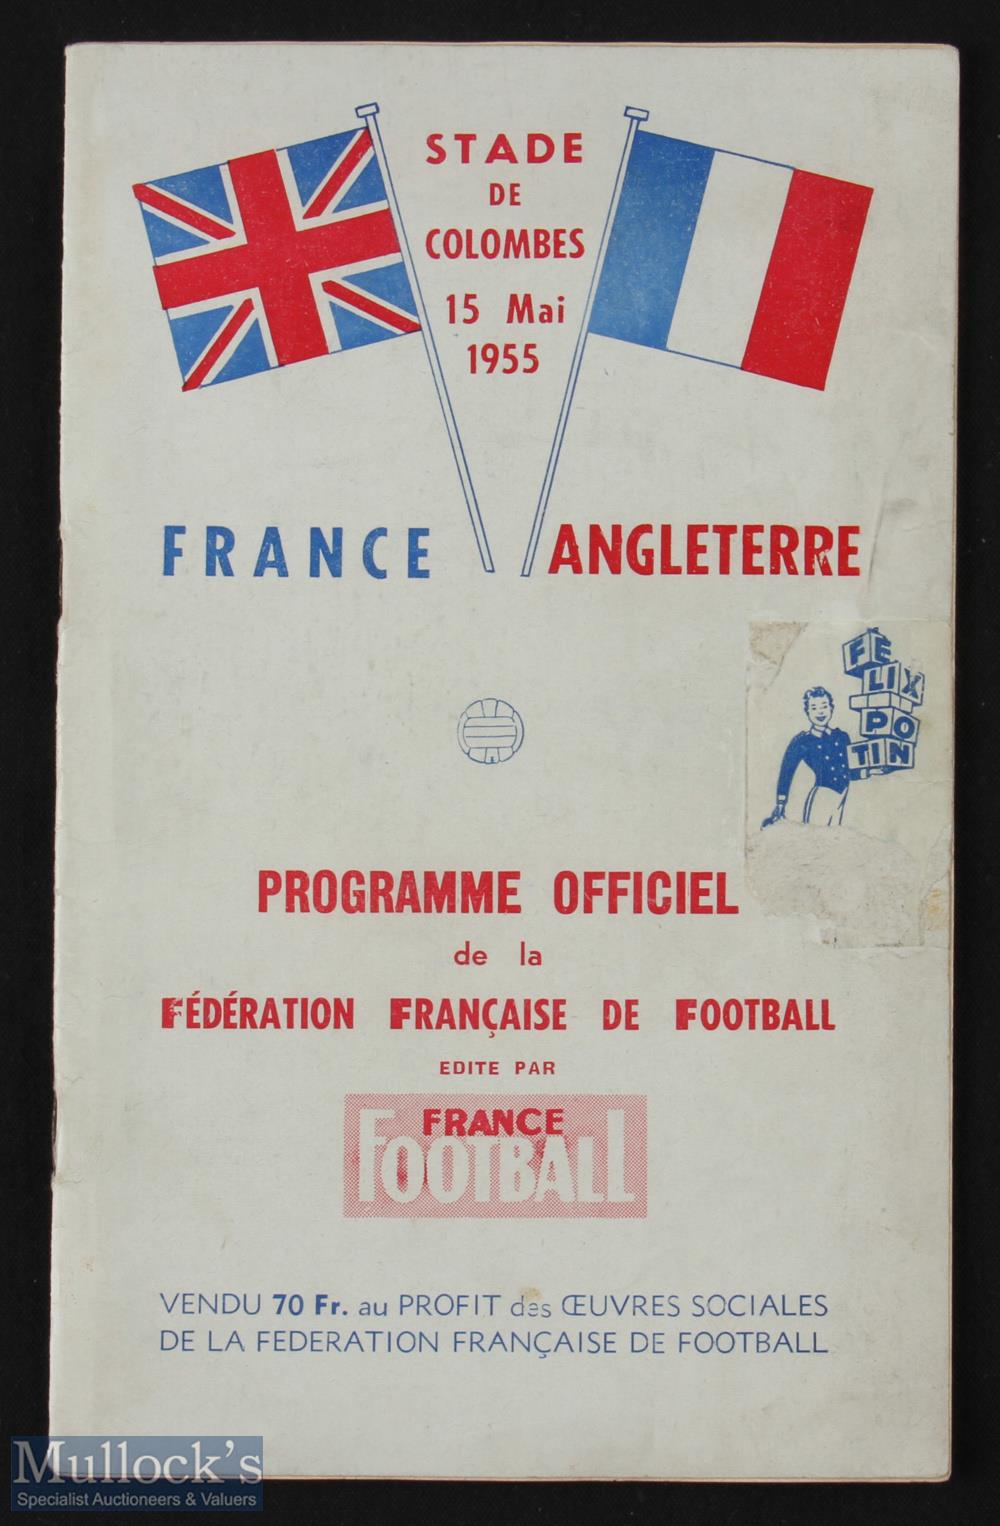 STADE
DE
COLOMBES
15 Mai
1955
FRANCE ANGLETERRE
FÉ
LIX
PO
TIN
PROGRAMME OFFICIEL
de la
FÉDÉRATION FRANÇAISE DE FOOTBALL
EDITE PAR
FRANCE
FOOTBALL
VENDU 70 Fr. au PROFIT des ŒUVRES SOCIALES
DE LA FEDERATION FRANÇAISE DE FOOTBALL
Mullock's
Specialist Auctioneers & Valuers